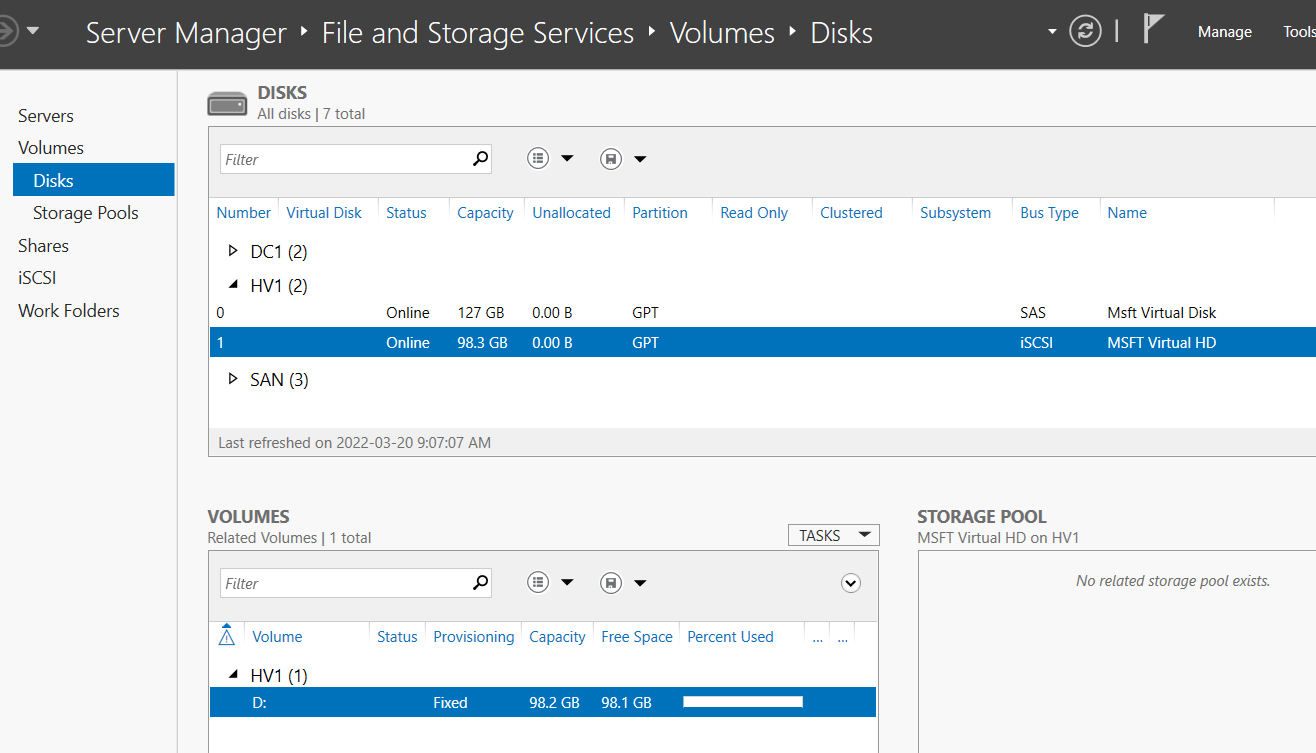 Server Manager ‣ File and Storage Services ‣ Volumes ‣ Disks
Manage
Tools
Servers
Volumes
Disks
Storage Pools
Shares
iSCSI
Work Folders
DISKS
All disks | 7 total
Filter
Number Virtual Disk Status Capacity Unallocated Partition Read Only Clustered Subsystem Bus Type Name
DC1 (2)
HV1 (2)
0 Online 127 GB 0.00 B GPT SAS Msft Virtual Disk
1 Online 98.3 GB 0.00 B GPT iSCSI MSFT Virtual HD
SAN (3)
Last refreshed on 2022-03-20 9:07:07 AM
VOLUMES
Related Volumes | 1 total
TASKS
Filter
Volume Status Provisioning Capacity Free Space Percent Used ... ...
HV1 (1)
D: Fixed 98.2 GB 98.1 GB
STORAGE POOL
MSFT Virtual HD on HV1
No related storage pool exists.